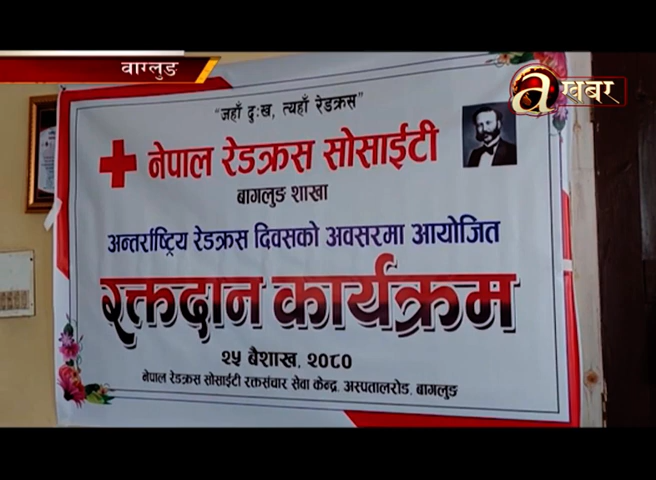 बागलुङ
a खबर
"जहाँ दुःख, त्यहाँ रेडक्रस"
नेपाल रेडक्रस सोसाईटी
बागलुङ शाखा
अन्तर्राष्ट्रिय रेडक्रस दिवसको अवसरमा आयोजित
रक्तदान कार्यक्रम
२५ बैशाख, २०८०
नेपाल रेडक्रस सोसाईटी रक्तसंचार सेवा केन्द्र, अस्पतालरोड, बागलुङ